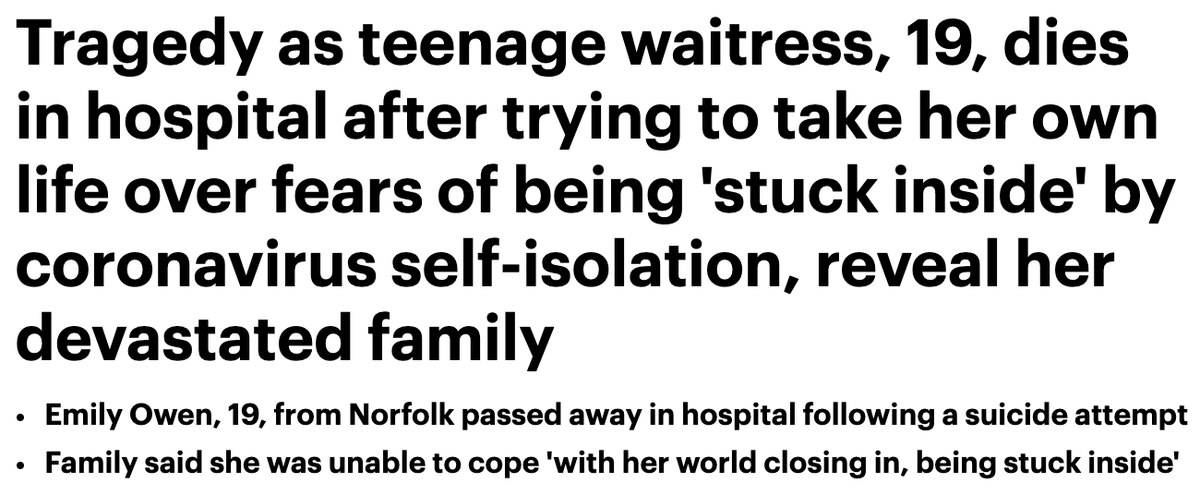 Tragedy as teenage waitress, 19, dies
in hospital after trying to take her own
life over fears of being 'stuck inside' by
coronavirus self-isolation, reveal her
devastated family
• Emily Owen, 19, from Norfolk passed away in hospital following a suicide attempt
• Family said she was unable to cope 'with her world closing in, being stuck inside'